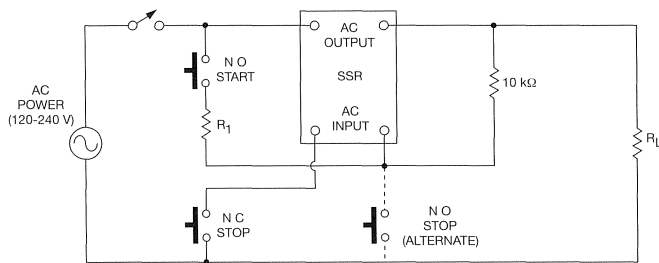 AC
POWER
(120-240 V)
N O
START
R1
AC
OUTPUT
SSR
AC
INPUT
10 kΩ
RL
N C
STOP
N O
STOP
(ALTERNATE)